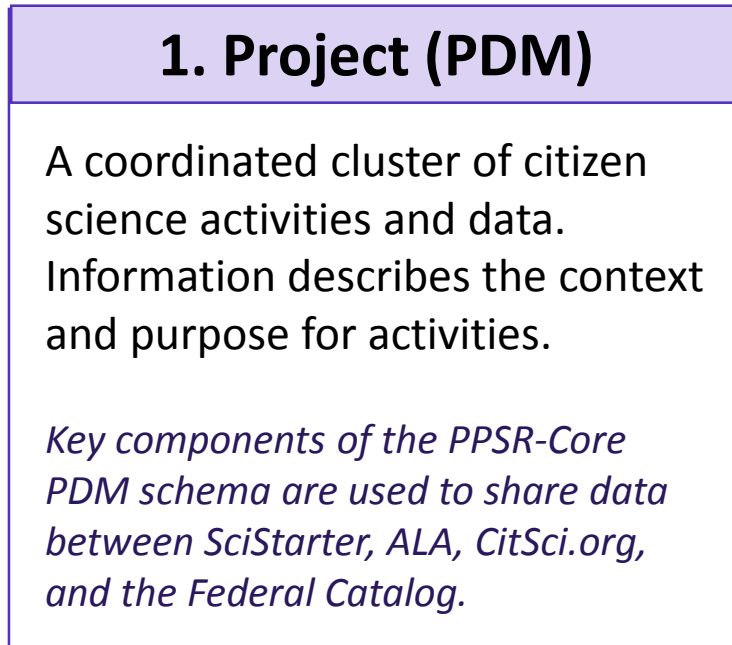 1. Project (PDM)
A coordinated cluster of citizen
science activities and data.
Information describes the context
and purpose for activities.
Key components of the PPSR-Core
PDM schema are used to share data
between SciStarter, ALA, CitSci.org,
and the Federal Catalog.